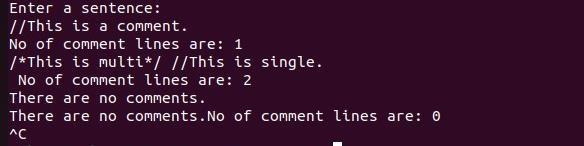 Enter a sentence:
//This is a comment.
No of comment lines are: 1
/*This is multi*/ //This is single.
 No of comment lines are: 2
There are no comments.
There are no comments.No of comment lines are: 0
^C